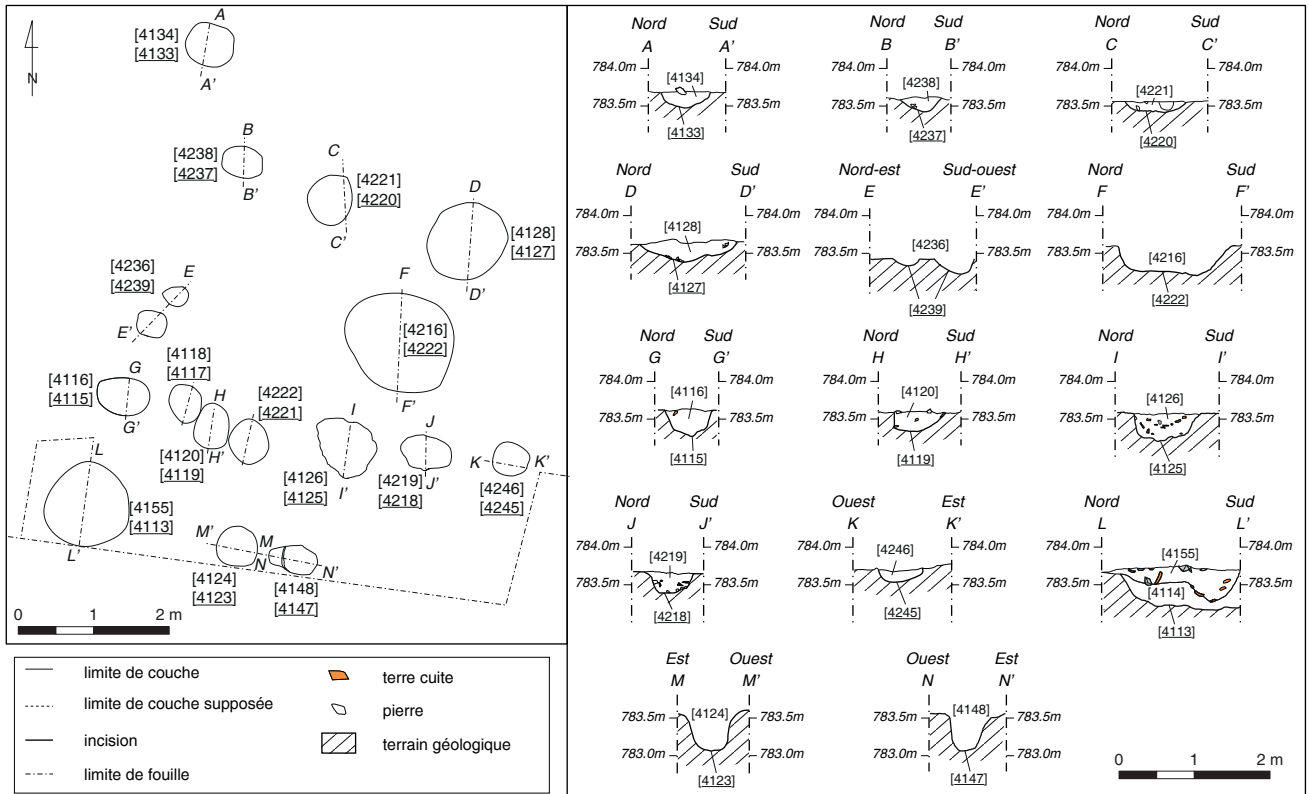 A
[4134]
[4133]
A'
N
B
[4238]
[4237]
B'
C
[4221]
[4220]
C'
D
[4128]
[4127]
D'
[4236]
[4239]
E
E'
F
[4216]
[4222]
F'
G
[4116]
[4115]
G'
[4118]
[4117]
H
[4120]
[4119]
H'
[4222]
[4221]
I
[4126]
[4125]
I'
J
[4219]
[4218]
J'
K K'
[4246]
[4245]
L
[4155]
[4113]
L'
M' M
[4124]
[4123]
N
N'
[4148]
[4147]
0 1 2 m
limite de couche
limite de couche supposée
incision
limite de fouille
terre cuite
pierre
terrain géologique
Nord Sud
A A'
784.0m 784.0m
[4134]
783.5m 783.5m
[4133]
Nord Sud
B B'
784.0m 784.0m
[4238]
783.5m 783.5m
[4237]
Nord Sud
C C'
784.0m 784.0m
[4221]
783.5m 783.5m
[4220]
Nord Sud
D D'
784.0m 784.0m
[4128]
783.5m 783.5m
[4127]
Nord-est Sud-ouest
E E'
784.0m 784.0m
[4236]
783.5m 783.5m
[4239]
Nord Sud
F F'
784.0m 784.0m
[4216]
783.5m 783.5m
[4222]
Nord Sud
G G'
784.0m 784.0m
[4116]
783.5m 783.5m
[4115]
Nord Sud
H H'
784.0m 784.0m
[4120]
783.5m 783.5m
[4119]
Nord Sud
I I'
784.0m 784.0m
[4126]
783.5m 783.5m
[4125]
Nord Sud
J J'
784.0m 784.0m
[4219]
783.5m 783.5m
[4218]
Ouest Est
K K'
784.0m 784.0m
[4246]
783.5m 783.5m
[4245]
Nord Sud
L L'
784.0m 784.0m
[4155]
783.5m 783.5m
[4114]
[4113]
Est Ouest
M M'
783.5m 783.5m
[4124]
783.0m 783.0m
[4123]
Ouest Est
N N'
783.5m 783.5m
[4148]
783.0m 783.0m
[4147]
0 1 2 m